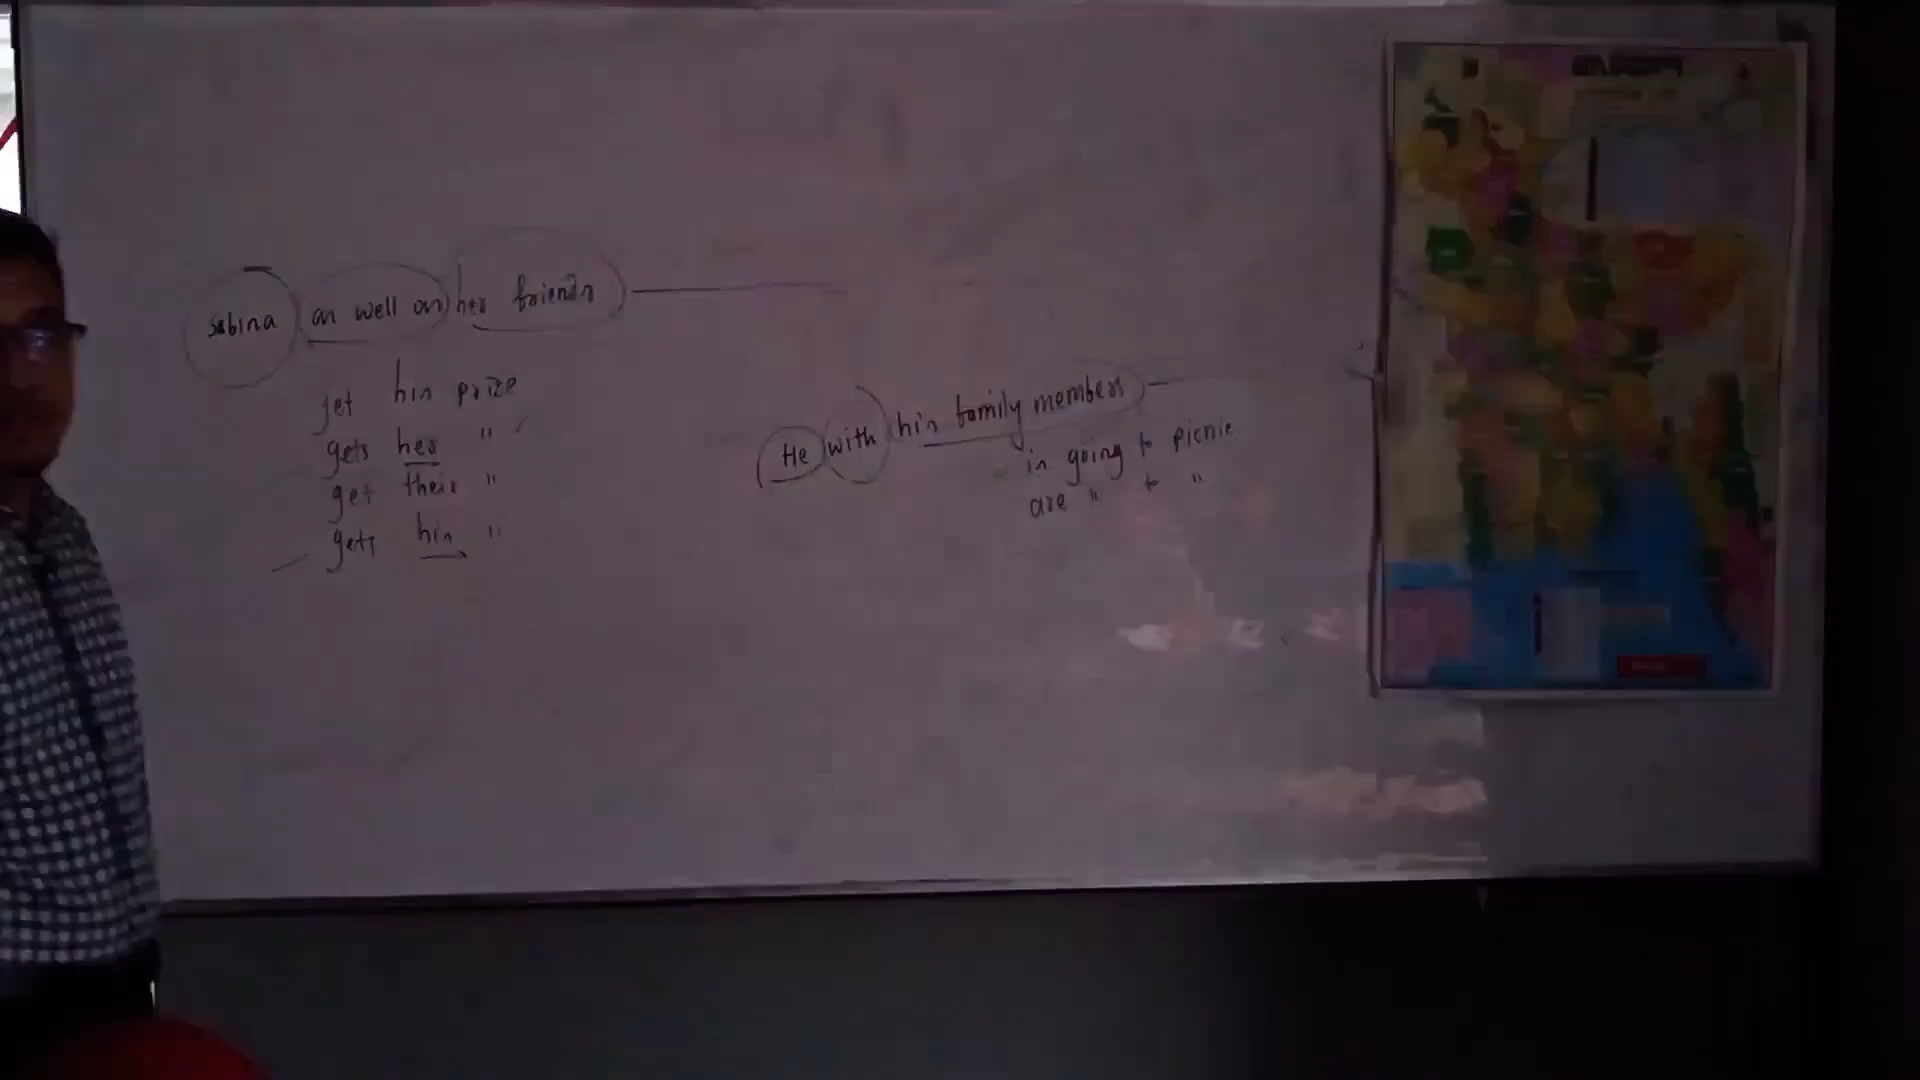 Sabina as well as her friends
get his prize
gets her "
get their "
gets his "
He with his family members
is going to picnic
are " to "